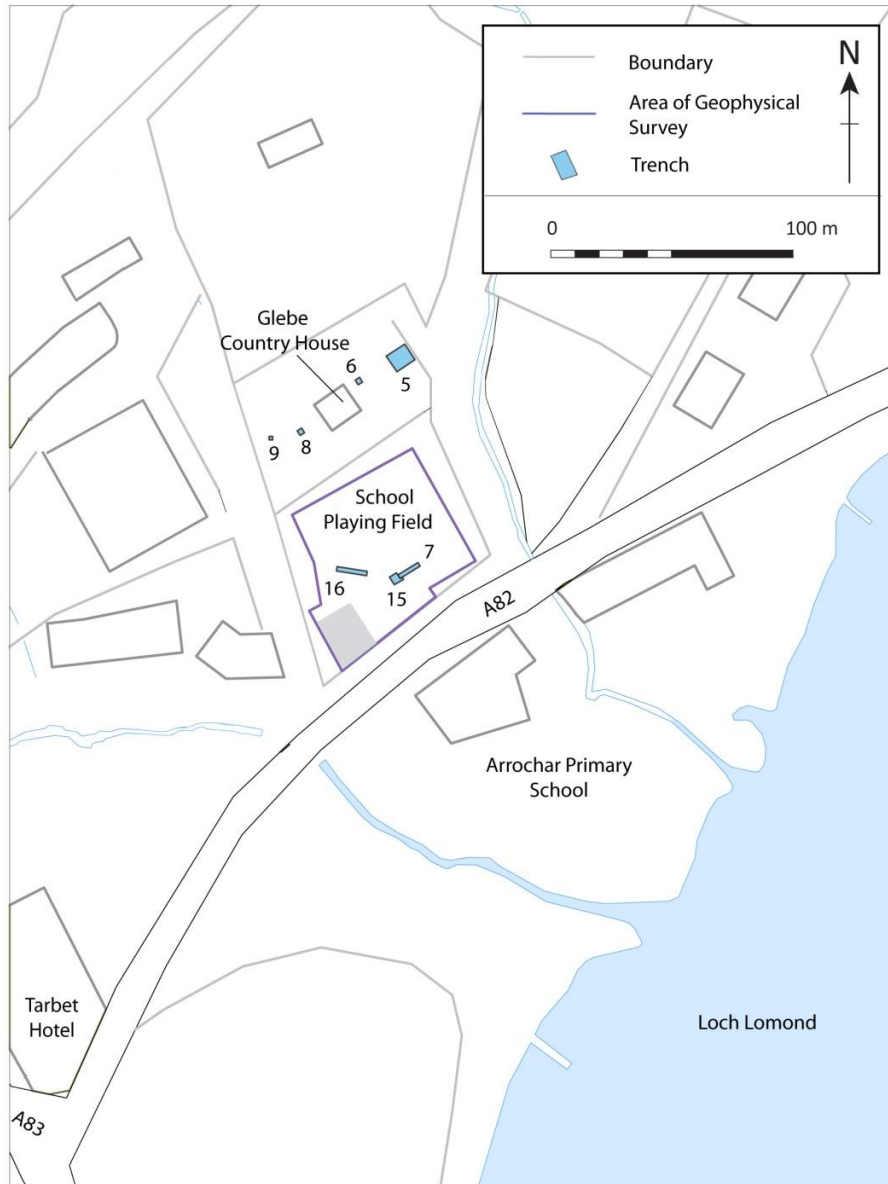 Boundary
Area of Geophysical
Survey
Trench
N
0 100 m
Glebe
Country House
6
5
9
8
School
Playing Field
7
16
15
A82
Arrochar Primary
School
Tarbet
Hotel
Loch Lomond
A83